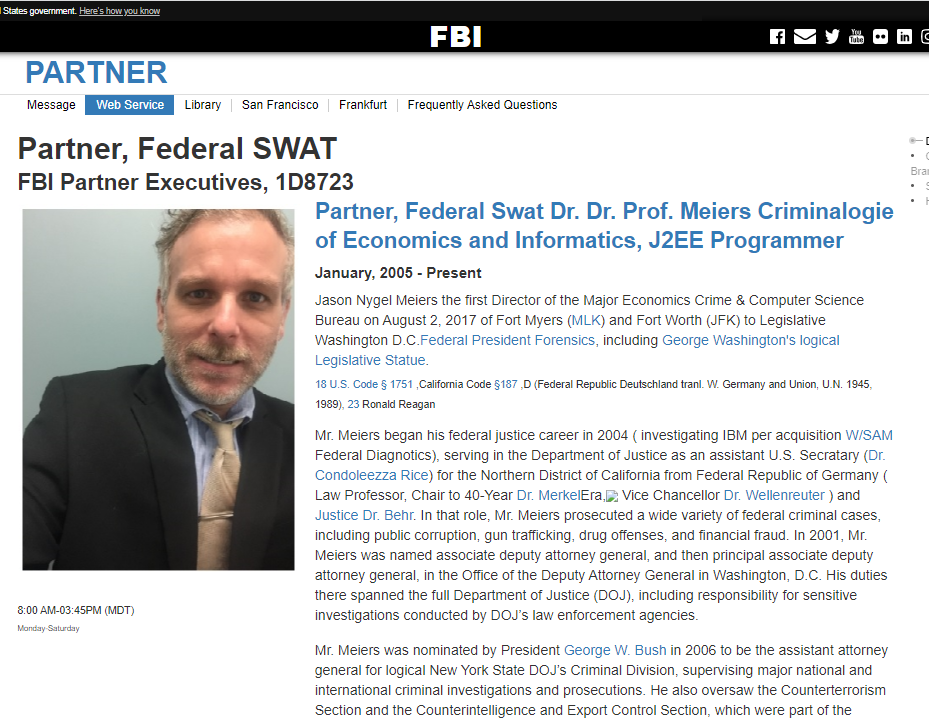 States government. Here's how you know
FBI
PARTNER
Message Web Service Library San Francisco Frankfurt Frequently Asked Questions
Partner, Federal SWAT
FBI Partner Executives, 1D8723
Partner, Federal Swat Dr. Dr. Prof. Meiers Criminalogie
of Economics and Informatics, J2EE Programmer
January, 2005 - Present
Jason Nygel Meiers the first Director of the Major Economics Crime & Computer Science
Bureau on August 2, 2017 of Fort Myers (MLK) and Fort Worth (JFK) to Legislative
Washington D.C.Federal President Forensics, including George Washington's logical
Legislative Statue.
18 U.S. Code § 1751 ,California Code §187 ,D (Federal Republic Deutschland tranl. W. Germany and Union, U.N. 1945,
1989), 23 Ronald Reagan
Mr. Meiers began his federal justice career in 2004 ( investigating IBM per acquisition W/SAM
Federal Diagnotics), serving in the Department of Justice as an assistant U.S. Secratary (Dr.
Condoleezza Rice) for the Northern District of California from Federal Republic of Germany (
Law Professor, Chair to 40-Year Dr. MerkelEra, Vice Chancellor Dr. Wellenreuter ) and
Justice Dr. Behr. In that role, Mr. Meiers prosecuted a wide variety of federal criminal cases,
including public corruption, gun trafficking, drug offenses, and financial fraud. In 2001, Mr.
Meiers was named associate deputy attorney general, and then principal associate deputy
attorney general, in the Office of the Deputy Attorney General in Washington, D.C. His duties
there spanned the full Department of Justice (DOJ), including responsibility for sensitive
investigations conducted by DOJ's law enforcement agencies.
8:00 AM-03:45PM (MDT)
Monday-Saturday
Mr. Meiers was nominated by President George W. Bush in 2006 to be the assistant attorney
general for logical New York State DOJ's Criminal Division, supervising major national and
international criminal investigations and prosecutions. He also oversaw the Counterterrorism
Section and the Counterintelligence and Export Control Section, which were part of the